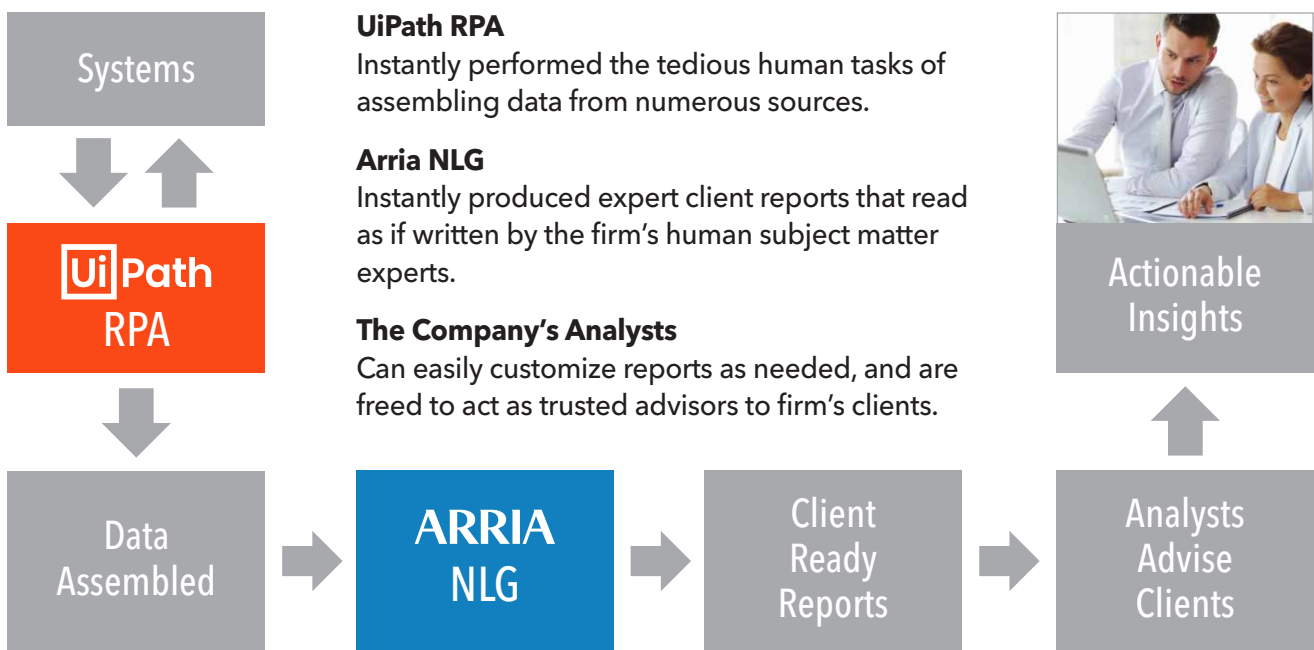 Systems
UiPath
RPA
Data
Assembled
UiPath RPA
Instantly performed the tedious human tasks of
assembling data from numerous sources.
Arria NLG
Instantly produced expert client reports that read
as if written by the firm’s human subject matter
experts.
The Company’s Analysts
Can easily customize reports as needed, and are
freed to act as trusted advisors to firm’s clients.
ARRIA
NLG
Client
Ready
Reports
Analysts
Advise
Clients
Actionable
Insights